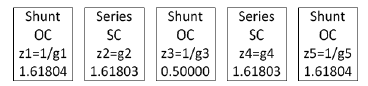 Shunt
OC
z1=1/g1
1.61804
Series
SC
z2=g2
1.61803
Shunt
OC
z3=1/g3
0.50000
Series
SC
z4=g4
1.61803
Shunt
OC
z5=1/g5
1.61804